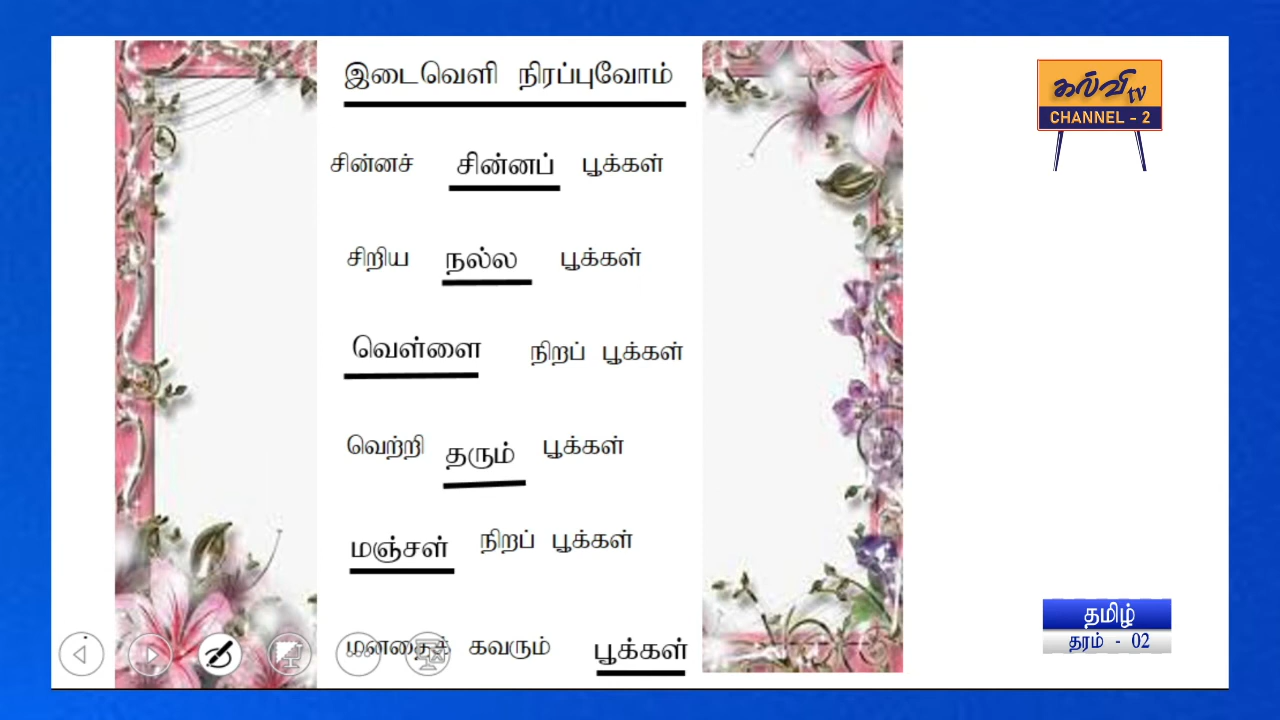 இடைவெளி நிரப்புவோம்
சின்னச் சின்னப் பூக்கள்
சிறிய நல்ல பூக்கள்
வெள்ளை நிறப் பூக்கள்
வெற்றி தரும் பூக்கள்
மஞ்சள் நிறப் பூக்கள்
மனதைக் கவரும் பூக்கள்
கல்வி tv
CHANNEL - 2
தமிழ்
தரம் - 02